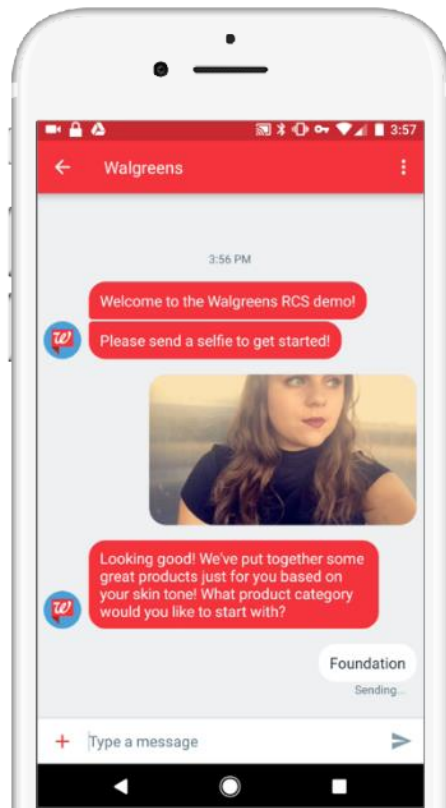 3:57
Walgreens
3:56 PM
Welcome to the Walgreens RCS demo!
Please send a selfie to get started!
Looking good! We've put together some
great products just for you based on
your skin tone! What product category
would you like to start with?
Foundation
Sending...
Type a message